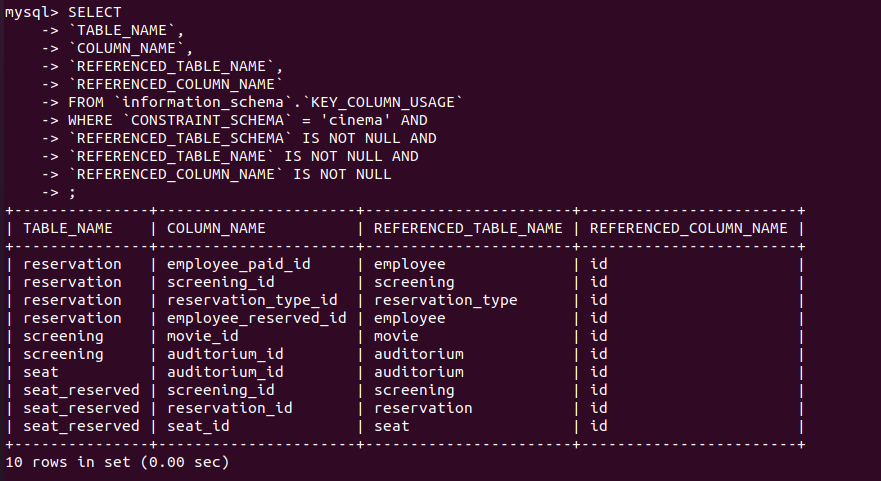 mysql> SELECT
    -> `TABLE_NAME`,
    -> `COLUMN_NAME`,
    -> `REFERENCED_TABLE_NAME`,
    -> `REFERENCED_COLUMN_NAME`
    -> FROM `information_schema`.`KEY_COLUMN_USAGE`
    -> WHERE `CONSTRAINT_SCHEMA` = 'cinema' AND
    -> `REFERENCED_TABLE_SCHEMA` IS NOT NULL AND
    -> `REFERENCED_TABLE_NAME` IS NOT NULL AND
    -> `REFERENCED_COLUMN_NAME` IS NOT NULL
    -> ;
+---------------+----------------------+-----------------------+------------------------+
| TABLE_NAME    | COLUMN_NAME          | REFERENCED_TABLE_NAME | REFERENCED_COLUMN_NAME |
+---------------+----------------------+-----------------------+------------------------+
| reservation   | employee_paid_id     | employee              | id                     |
| reservation   | screening_id         | screening             | id                     |
| reservation   | reservation_type_id  | reservation_type      | id                     |
| reservation   | employee_reserved_id | employee              | id                     |
| screening     | movie_id             | movie                 | id                     |
| screening     | auditorium_id        | auditorium            | id                     |
| seat          | auditorium_id        | auditorium            | id                     |
| seat_reserved | screening_id         | screening             | id                     |
| seat_reserved | reservation_id       | reservation           | id                     |
| seat_reserved | seat_id              | seat                  | id                     |
+---------------+----------------------+-----------------------+------------------------+
10 rows in set (0.00 sec)